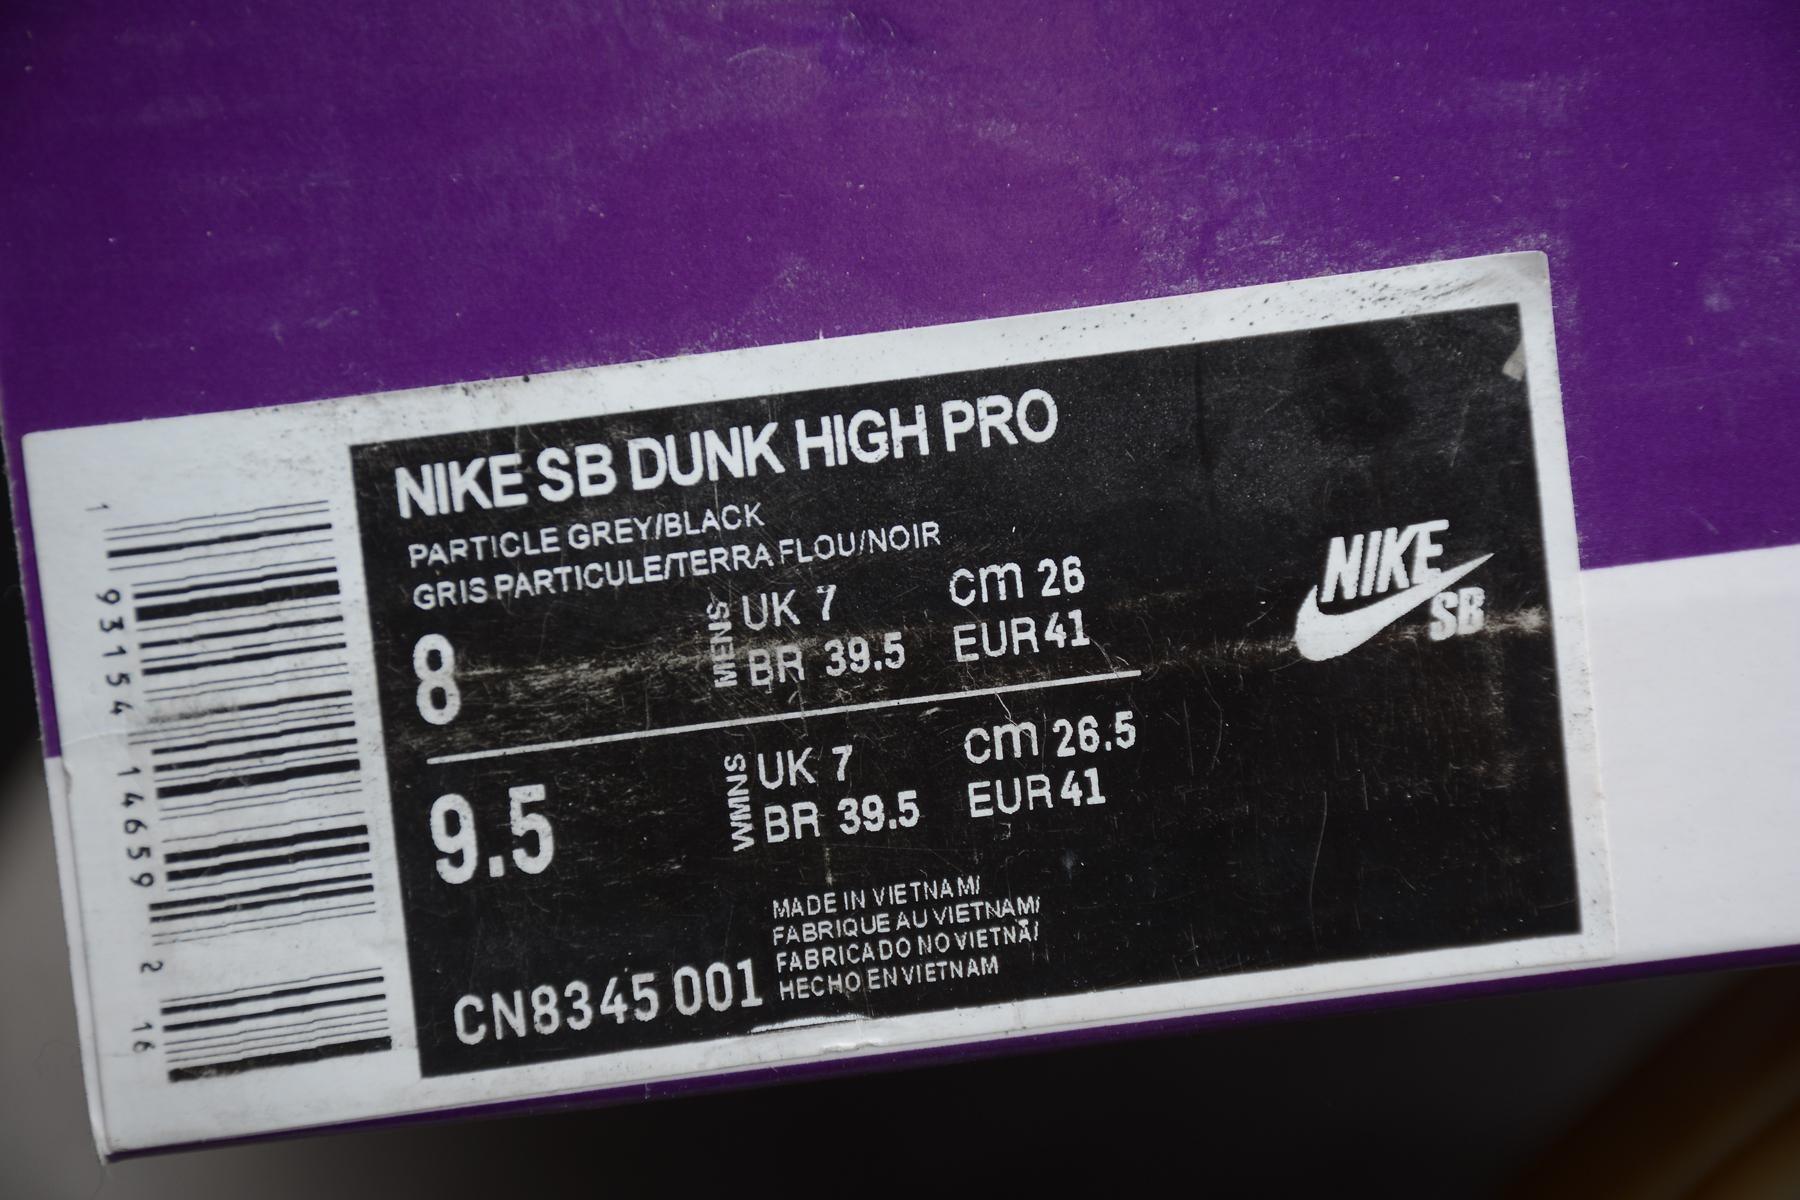 NIKE SB DUNK HIGH PRO
PARTICLE GREY/BLACK
GRIS PARTICULE/TERRA FLOU/NOIR
8
MENS
UK 7 cm 26
BR 39.5 EUR 41
9.5
WMNS
UK 7 cm 26.5
BR 39.5 EUR 41
MADE IN VIETNAM/
FABRIQUE AU VIETNAM/
FABRICADO NO VIETNÃ/
HECHO EN VIETNAM
CN8345 001
NIKE
SB
1 93154 14659 2 16